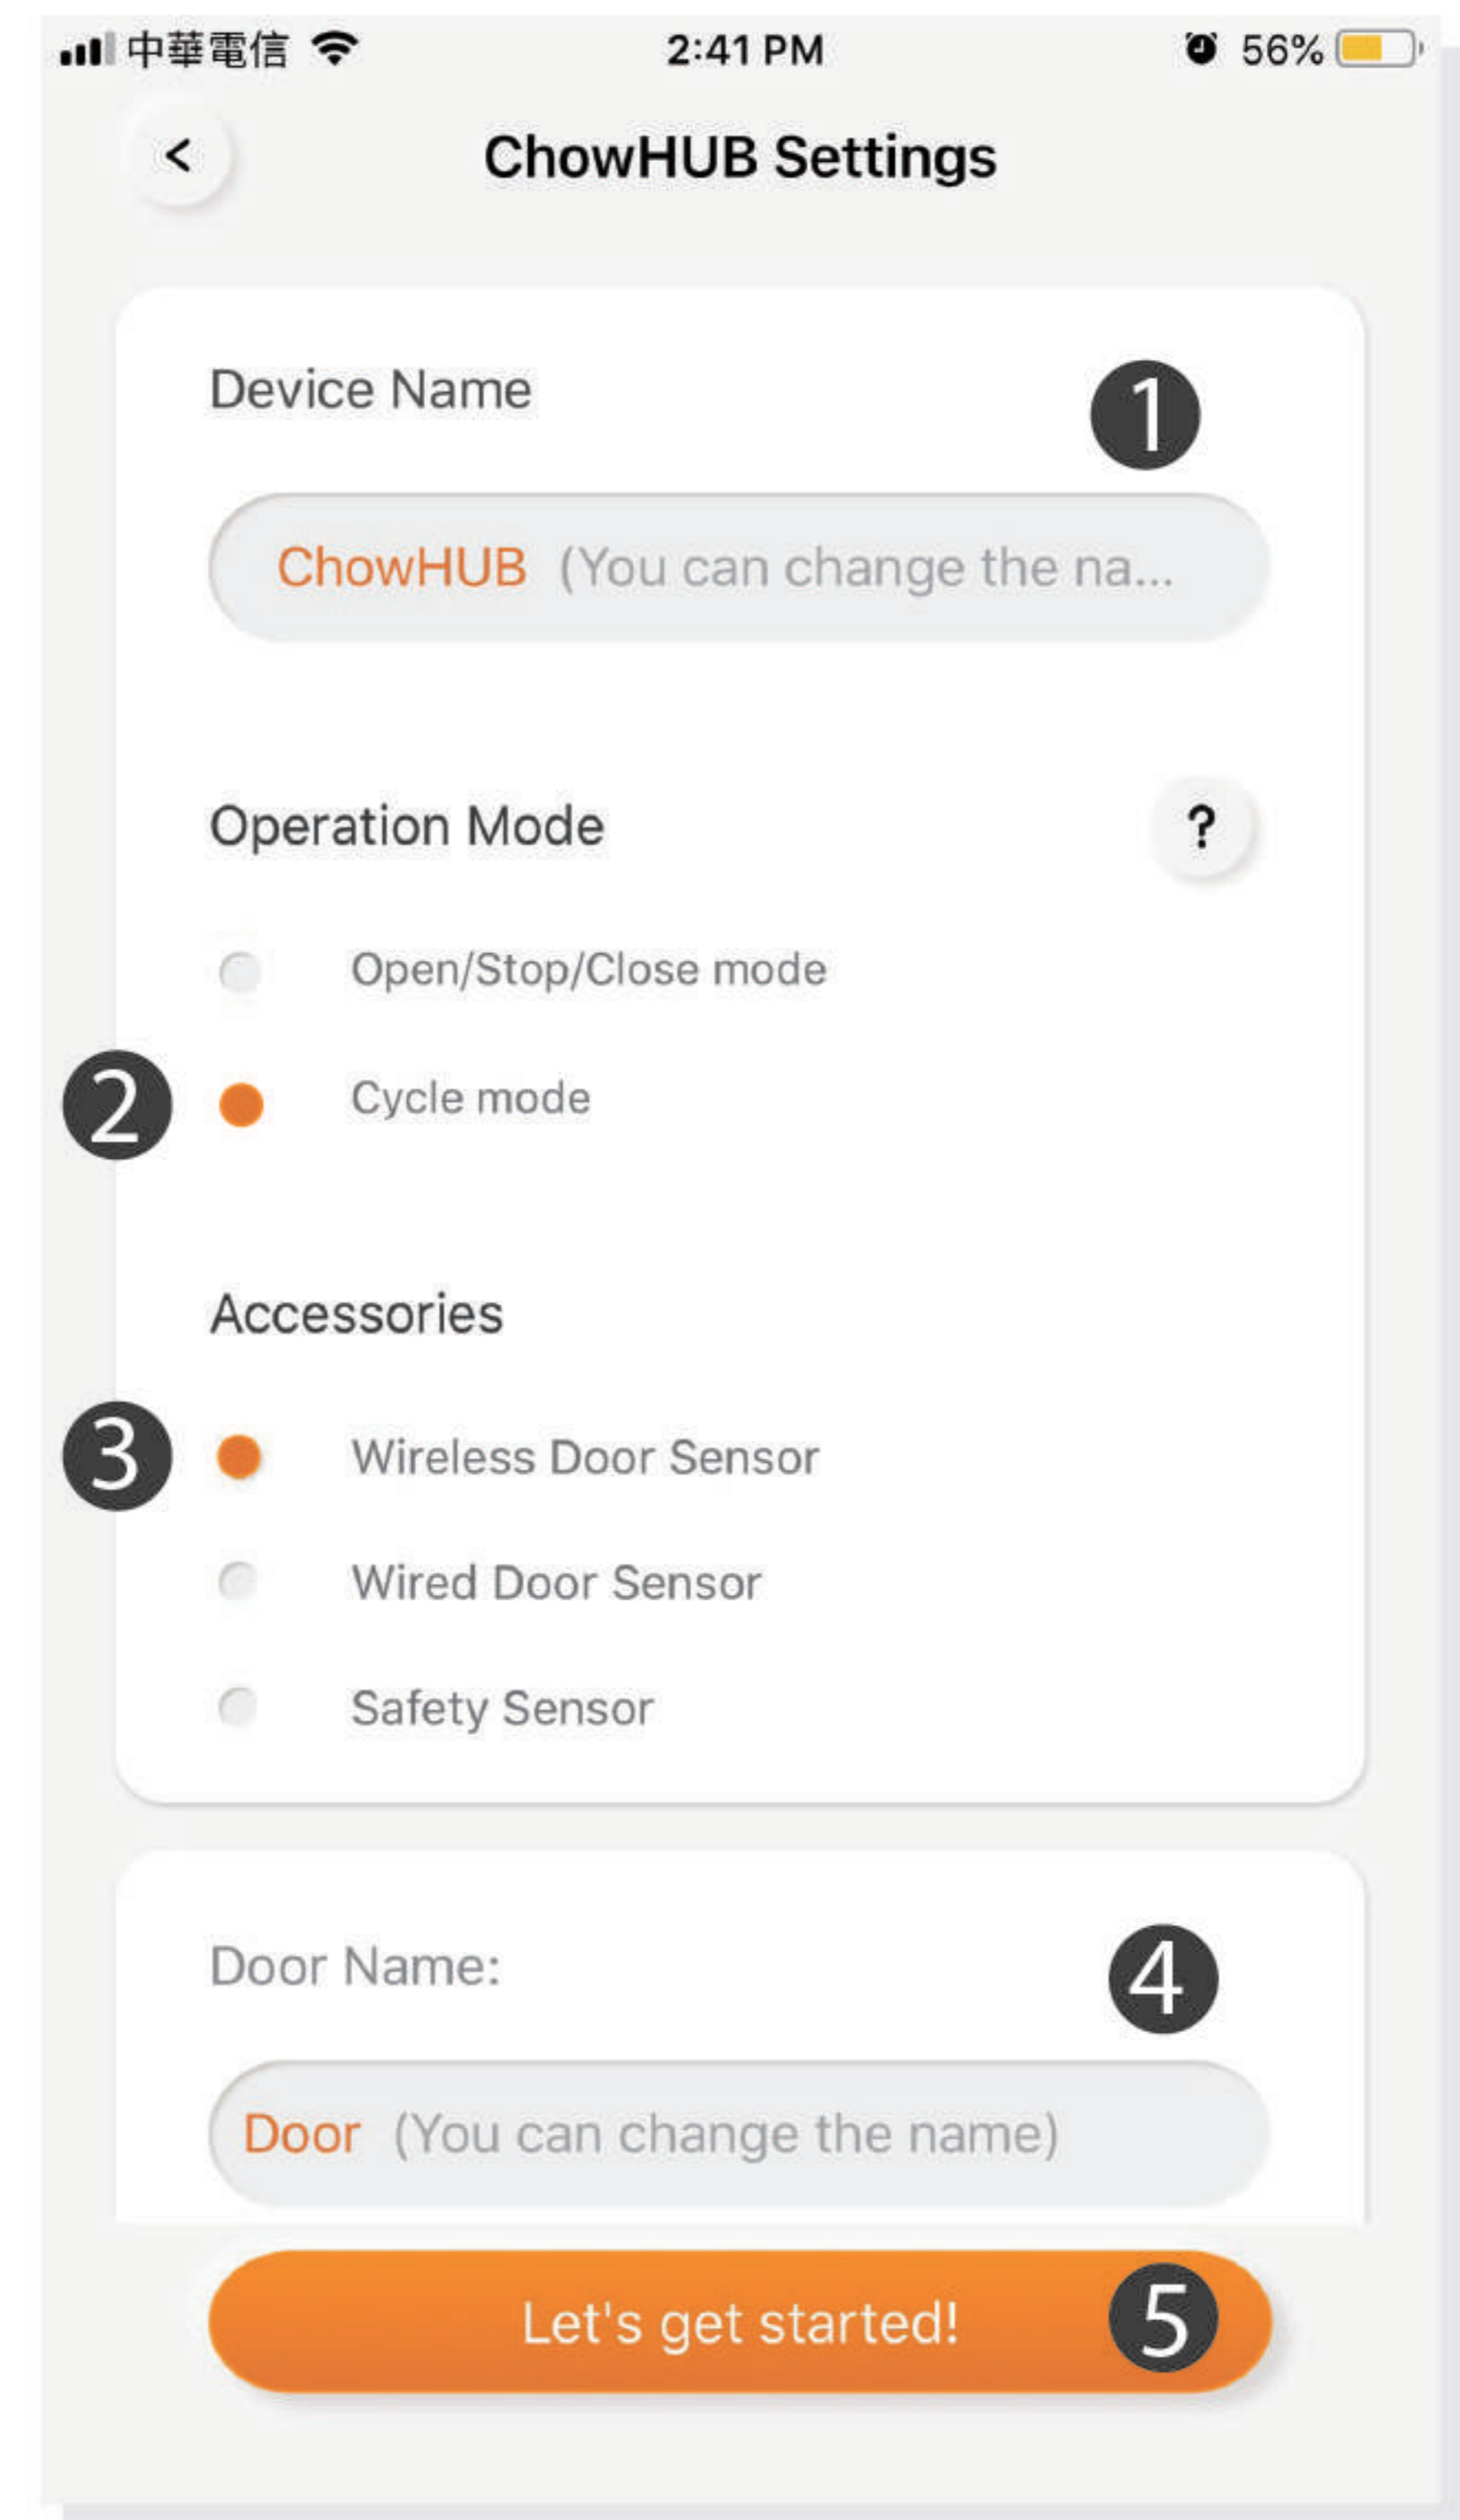 中華電信 2:41 PM 56%
< ChowHUB Settings
Device Name 1
ChowHUB (You can change the na...
Operation Mode ?
Open/Stop/Close mode
2 Cycle mode
Accessories
3 Wireless Door Sensor
Wired Door Sensor
Safety Sensor
Door Name: 4
Door (You can change the name)
Let's get started! 5